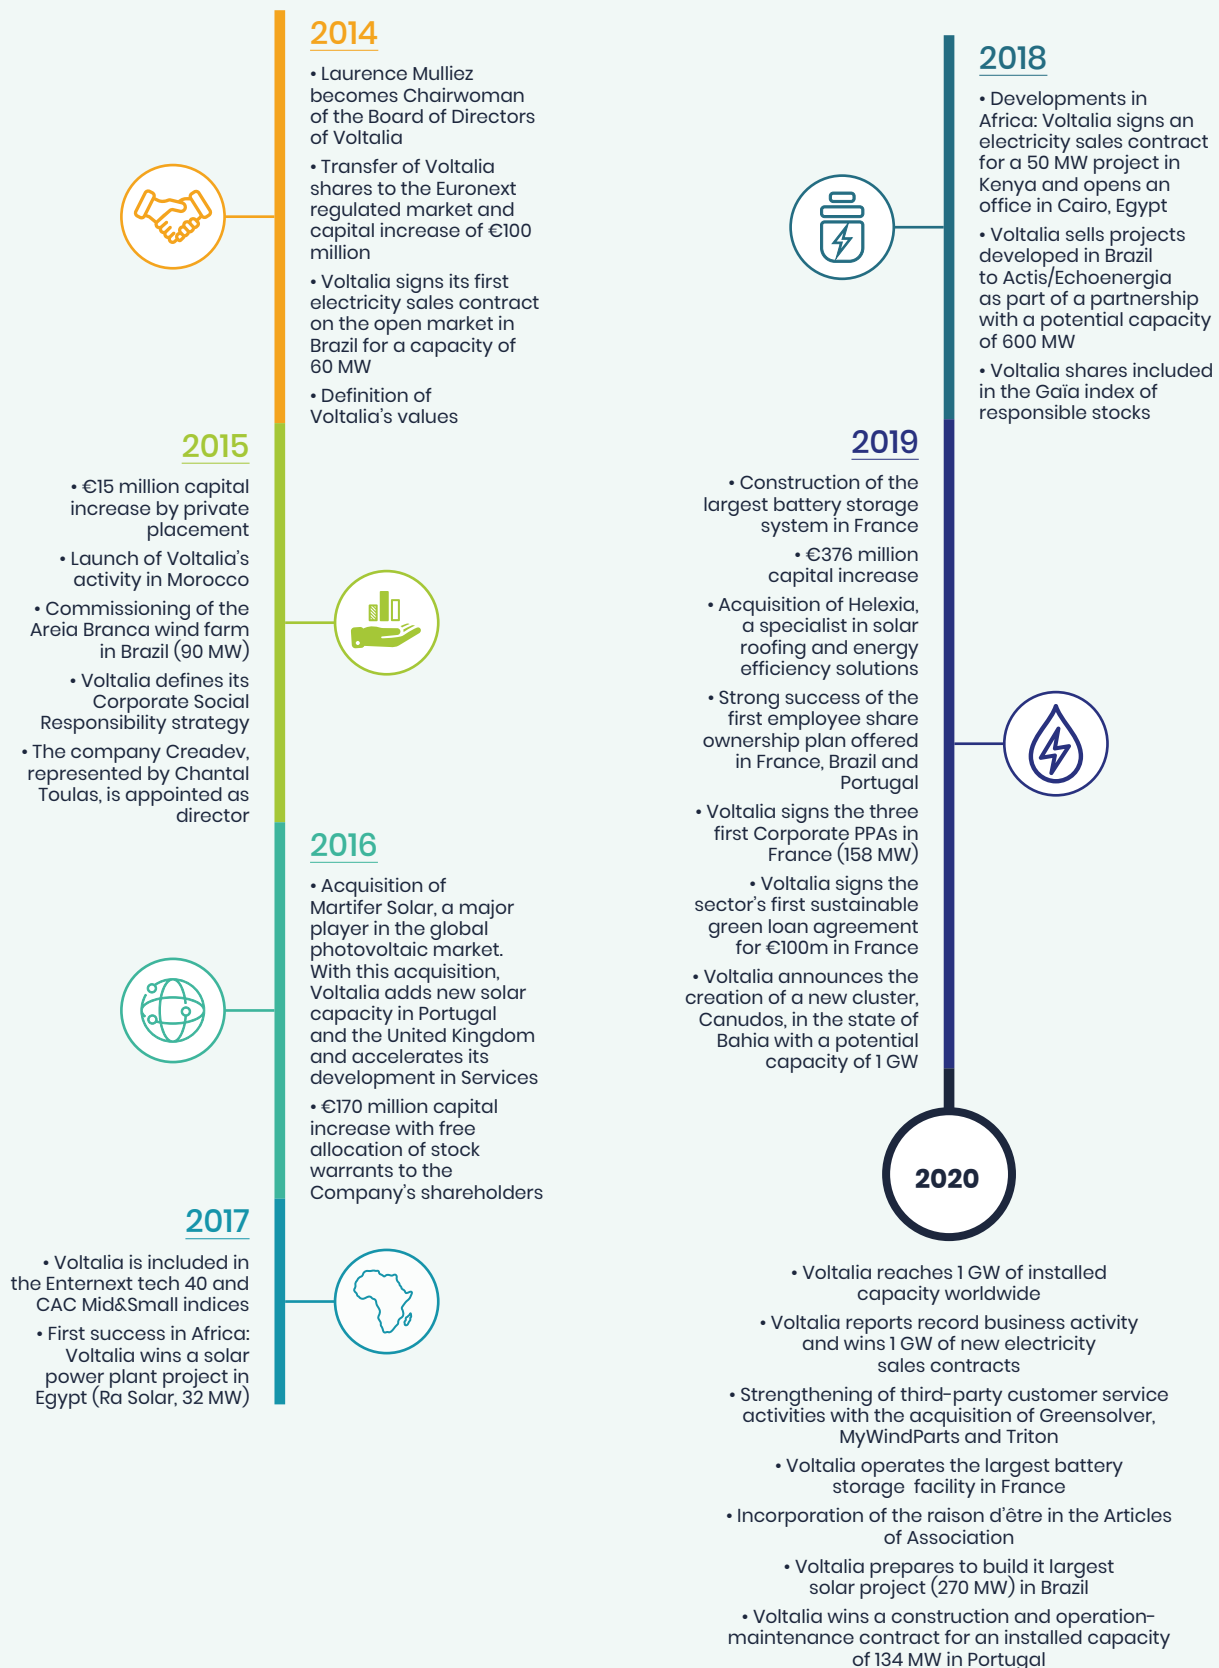 2014
• Laurence Mulliez
becomes Chairwoman
of the Board of Directors
of Voltalia
• Transfer of Voltalia
shares to the Euronext
regulated market and
capital increase of €100
million
• Voltalia signs its first
electricity sales contract
on the open market in
Brazil for a capacity of
60 MW
• Definition of
Voltalia's values
2015
• €15 million capital
increase by private
placement
• Launch of Voltalia's
activity in Morocco
• Commissioning of the
Areia Branca wind farm
in Brazil (90 MW)
• Voltalia defines its
Corporate Social
Responsibility strategy
• The company Creadev,
represented by Chantal
Toulas, is appointed as
director
2016
• Acquisition of
Martifer Solar, a major
player in the global
photovoltaic market.
With this acquisition,
Voltalia adds new solar
capacity in Portugal
and the United Kingdom
and accelerates its
development in Services
• €170 million capital
increase with free
allocation of stock
warrants to the
Company's shareholders
2017
• Voltalia is included in
the Enternext tech 40 and
CAC Mid&Small indices
• First success in Africa:
Voltalia wins a solar
power plant project in
Egypt (Ra Solar, 32 MW)
2018
• Developments in
Africa: Voltalia signs an
electricity sales contract
for a 50 MW project in
Kenya and opens an
office in Cairo, Egypt
• Voltalia sells projects
developed in Brazil
to Actis/Echoenergia
as part of a partnership
with a potential capacity
of 600 MW
• Voltalia shares included
in the Gaïa index of
responsible stocks
2019
• Construction of the
largest battery storage
system in France
• €376 million
capital increase
• Acquisition of Helexia,
a specialist in solar
roofing and energy
efficiency solutions
• Strong success of the
first employee share
ownership plan offered
in France, Brazil and
Portugal
• Voltalia signs the three
first Corporate PPAs in
France (158 MW)
• Voltalia signs the
sector's first sustainable
green loan agreement
for €100m in France
• Voltalia announces the
creation of a new cluster,
Canudos, in the state of
Bahia with a potential
capacity of 1 GW
2020
• Voltalia reaches 1 GW of installed
capacity worldwide
• Voltalia reports record business activity
and wins 1 GW of new electricity
sales contracts
• Strengthening of third-party customer service
activities with the acquisition of Greensolver,
MyWindParts and Triton
• Voltalia operates the largest battery
storage facility in France
• Incorporation of the raison d'être in the Articles
of Association
• Voltalia prepares to build it largest
solar project (270 MW) in Brazil
• Voltalia wins a construction and operation-
maintenance contract for an installed capacity
of 134 MW in Portugal